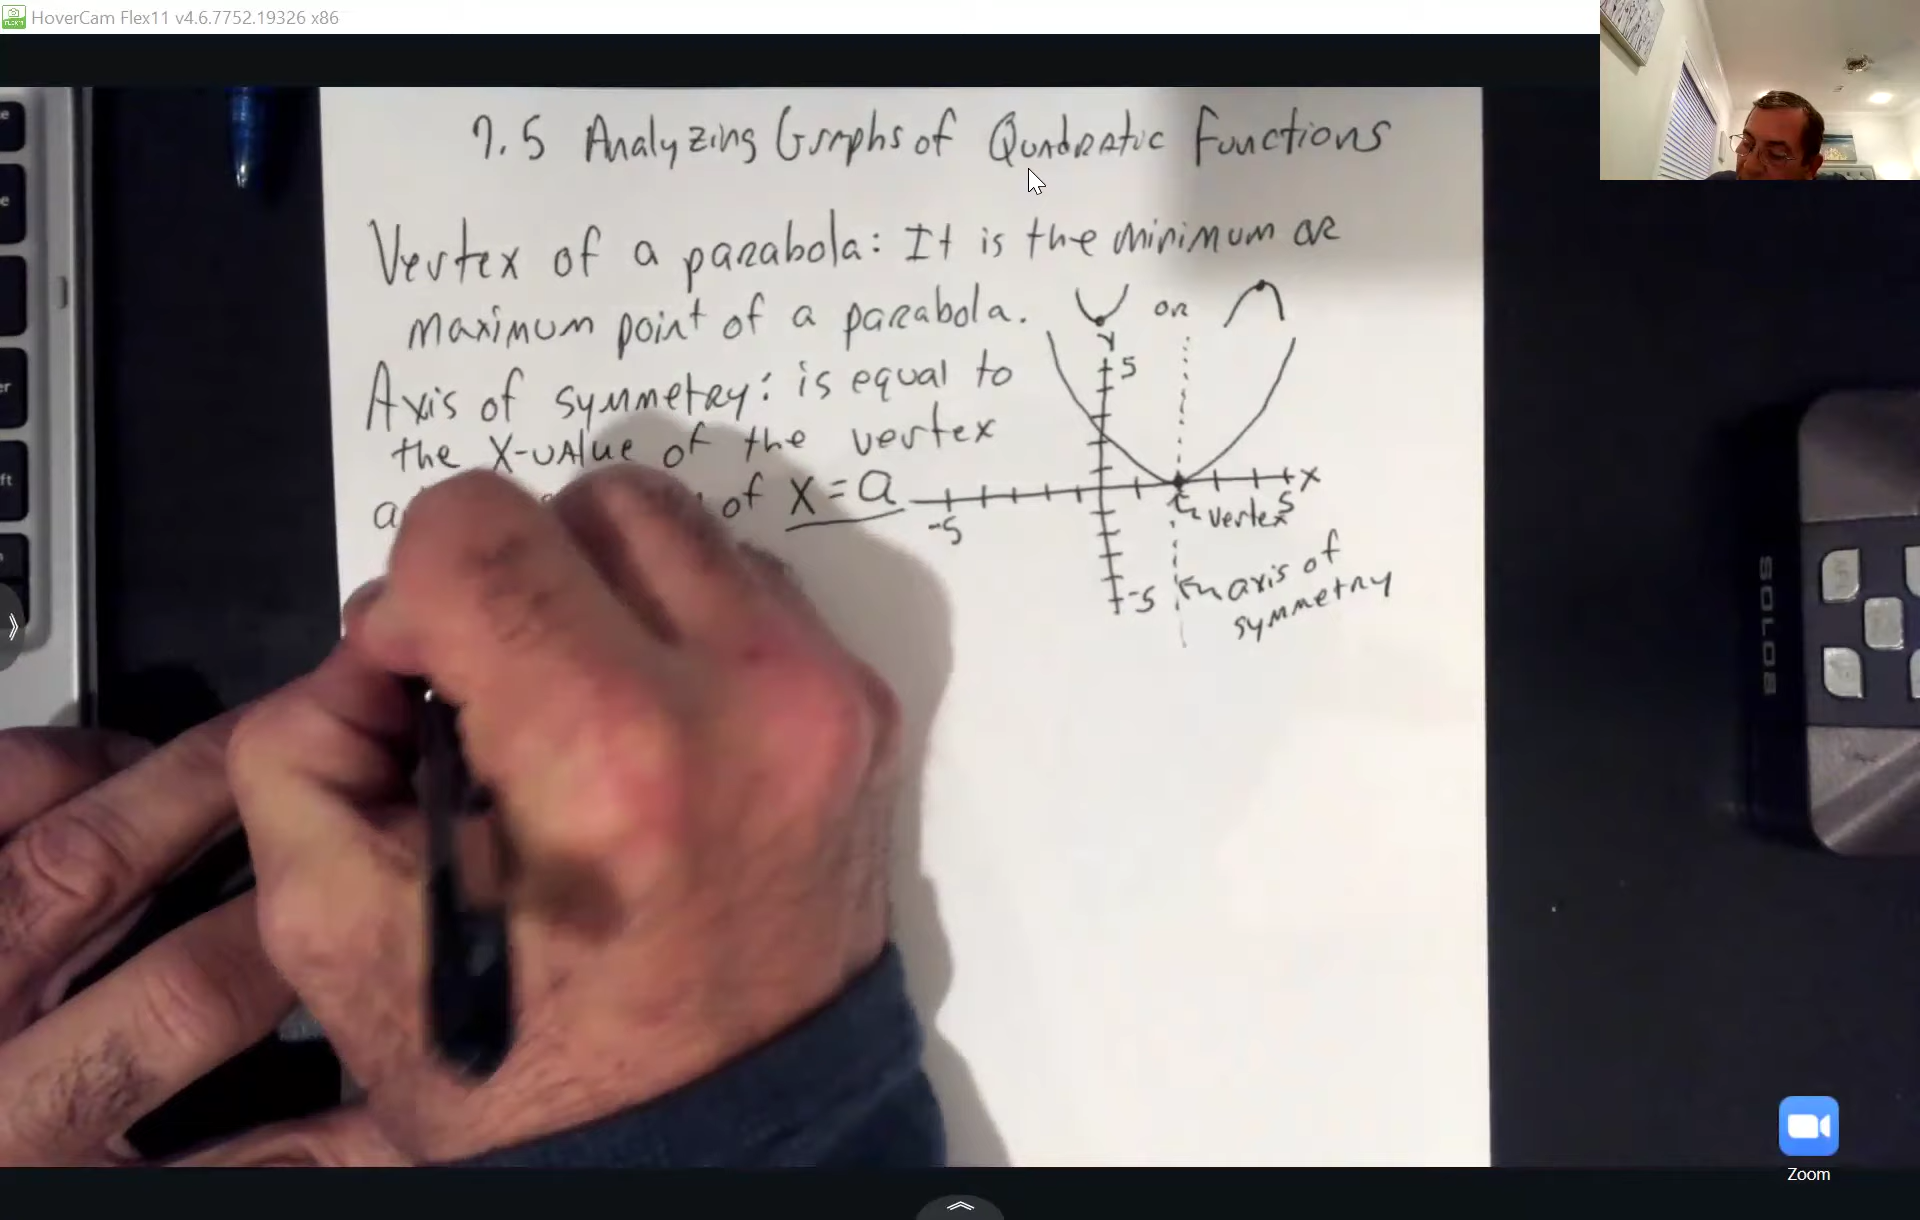 HoverCam Flex11 v4.6.7752.19326 x86
7.5 Analyzing Graphs of Quadratic Functions
Vertex of a parabola: It is the minimum or
maximum point of a parabola.
or
Axis of symmetry: is equal to
the X-value of the vertex
of X = a
Y
5
-5
X
5
vertex
-5
axis of
symmetry
SOLO8
Zoom